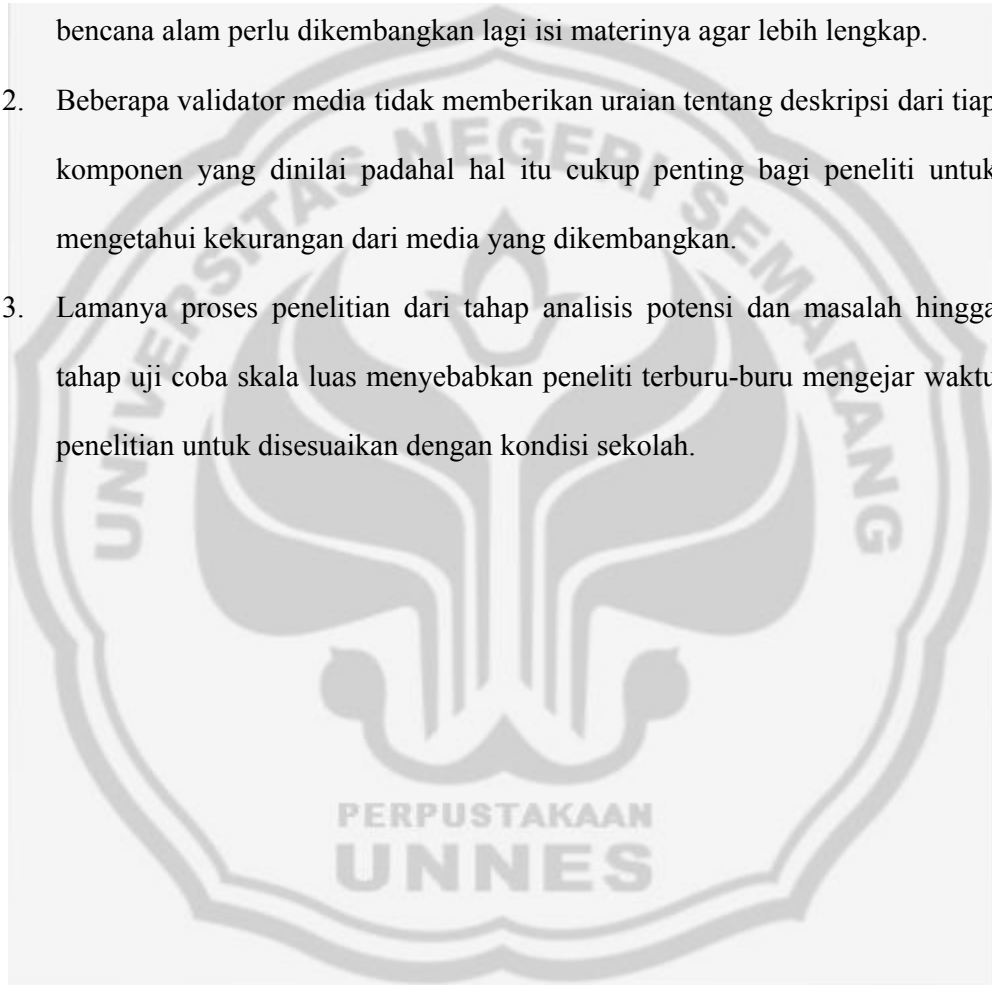 bencana alam perlu dikembangkan lagi isi materinya agar lebih lengkap.
2. Beberapa validator media tidak memberikan uraian tentang deskripsi dari tiap
komponen yang dinilai padahal hal itu cukup penting bagi peneliti untuk
mengetahui kekurangan dari media yang dikembangkan.
3. Lamanya proses penelitian dari tahap analisis potensi dan masalah hingga
tahap uji coba skala luas menyebabkan peneliti terburu-buru mengejar waktu
penelitian untuk disesuaikan dengan kondisi sekolah.
UNIVERSITAS NEGERI SEMARANG
PERPUSTAKAAN
UNNES